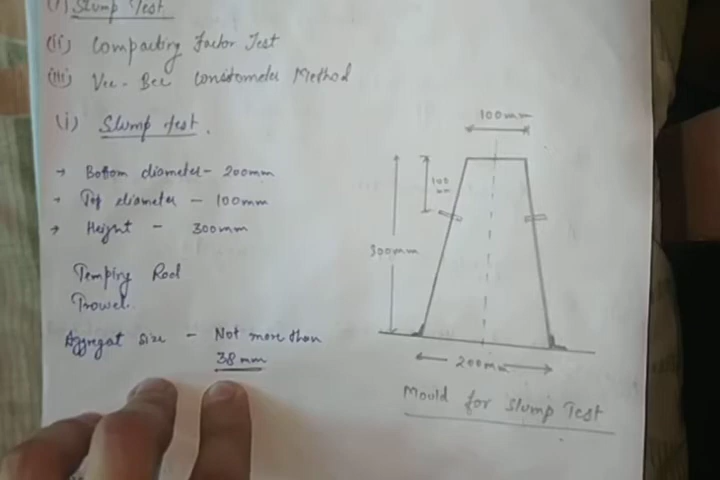 (i) Slump Test
(ii) Compacting Factor Test
(iii) Vee-Bee Consistometer Method
(i) Slump test.
→ Bottom diameter - 200mm
→ Top diameter - 100mm
→ Height - 300mm
Temping Rod
Trowel.
Aggregat size - Not more than
38 mm
100mm
100
mm
300mm
200mm
Mould for Slump Test